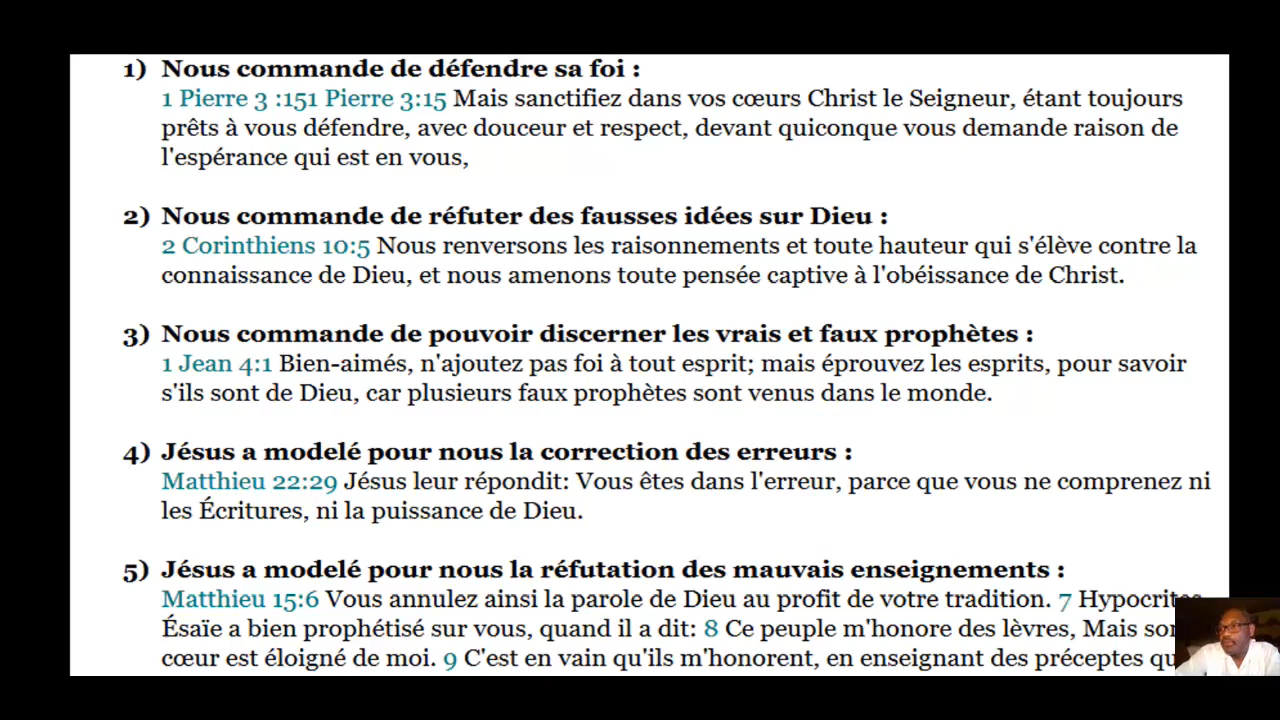 1) Nous commande de défendre sa foi :
1 Pierre 3 :151 Pierre 3:15 Mais sanctifiez dans vos cœurs Christ le Seigneur, étant toujours
prêts à vous défendre, avec douceur et respect, devant quiconque vous demande raison de
l'espérance qui est en vous,
2) Nous commande de réfuter des fausses idées sur Dieu :
2 Corinthiens 10:5 Nous renversons les raisonnements et toute hauteur qui s'élève contre la
connaissance de Dieu, et nous amenons toute pensée captive à l'obéissance de Christ.
3) Nous commande de pouvoir discerner les vrais et faux prophètes :
1 Jean 4:1 Bien-aimés, n'ajoutez pas foi à tout esprit; mais éprouvez les esprits, pour savoir
s'ils sont de Dieu, car plusieurs faux prophètes sont venus dans le monde.
4) Jésus a modelé pour nous la correction des erreurs :
Matthieu 22:29 Jésus leur répondit: Vous êtes dans l'erreur, parce que vous ne comprenez ni
les Écritures, ni la puissance de Dieu.
5) Jésus a modelé pour nous la réfutation des mauvais enseignements :
Matthieu 15:6 Vous annulez ainsi la parole de Dieu au profit de votre tradition. 7 Hypocrites
Ésaïe a bien prophétisé sur vous, quand il a dit: 8 Ce peuple m'honore des lèvres, Mais
cœur est éloigné de moi. 9 C'est en vain qu'ils m'honorent, en enseignant des préceptes